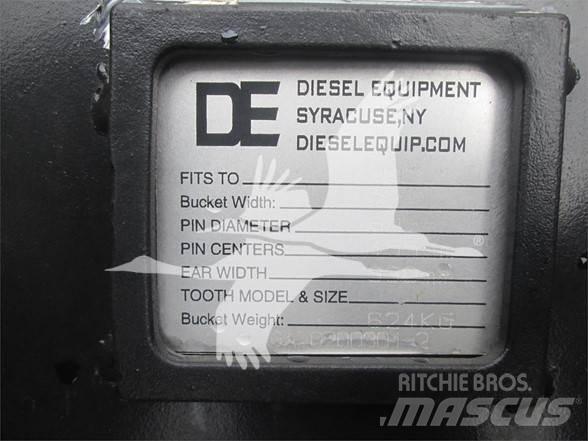 DE
DIESEL EQUIPMENT
SYRACUSE,NY
DIESELEQUIP.COM
FITS TO
Bucket Width:
PIN DIAMETER
PIN CENTERS
EAR WIDTH
TOOTH MODEL & SIZE
Bucket Weight: 624KG
RITCHIE BROS.
MASCUS